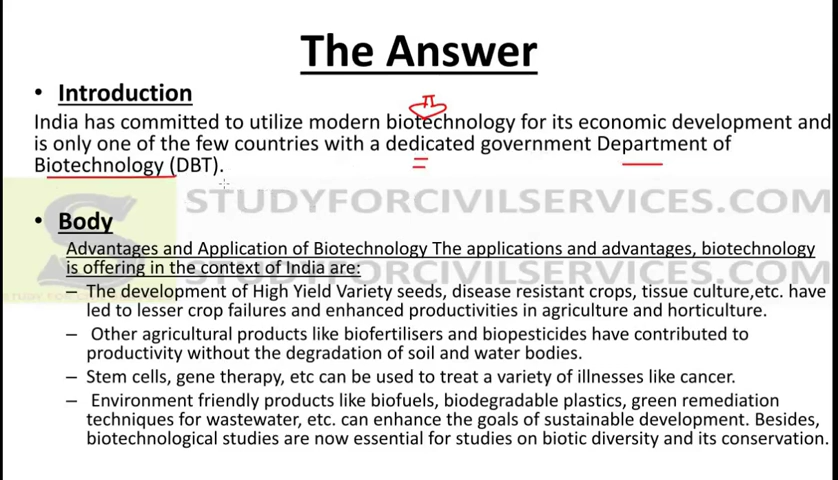 The Answer
• Introduction
India has committed to utilize modern biotechnology for its economic development and
is only one of the few countries with a dedicated government Department of
Biotechnology (DBT).
STUDYFORCIVILSERVICES.COM
• Body
Advantages and Application of Biotechnology The applications and advantages, biotechnology
is offering in the context of India are:
STUDYFORCIVILSERVICES.COM
– The development of High Yield Variety seeds, disease resistant crops, tissue culture,etc. have
led to lesser crop failures and enhanced productivities in agriculture and horticulture.
– Other agricultural products like biofertilisers and biopesticides have contributed to
productivity without the degradation of soil and water bodies.
– Stem cells, gene therapy, etc can be used to treat a variety of illnesses like cancer.
– Environment friendly products like biofuels, biodegradable plastics, green remediation
techniques for wastewater, etc. can enhance the goals of sustainable development. Besides,
biotechnological studies are now essential for studies on biotic diversity and its conservation.